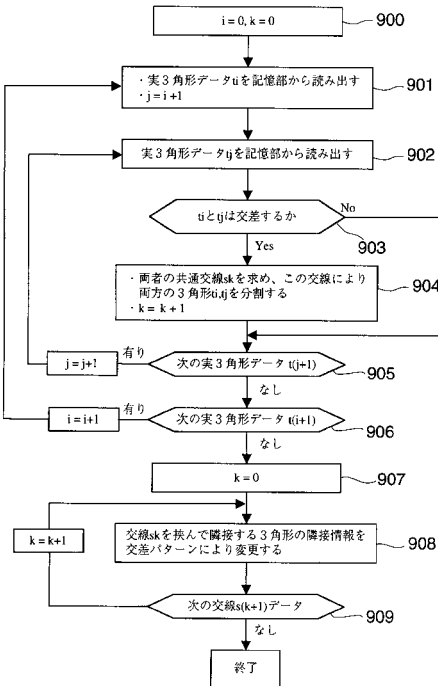 i = 0, k = 0
900
・実３角形データtiを記憶部から読み出す
・j = i +1
901
実３角形データtjを記憶部から読み出す
902
tiとtjは交差するか
No
903
Yes
・両者の共通交線skを求め、この交線により
両方の３角形ti,tjを分割する
・k = k + 1
904
j = j+1
有り
次の実３角形データ t(j+1)
905
なし
i = i+1
有り
次の実３角形データ t(i+1)
906
なし
k = 0
907
k = k+1
交線skを挟んで隣接する３角形の隣接情報を
交差パターンにより変更する
908
次の交線s(k+1)データ
909
なし
終了